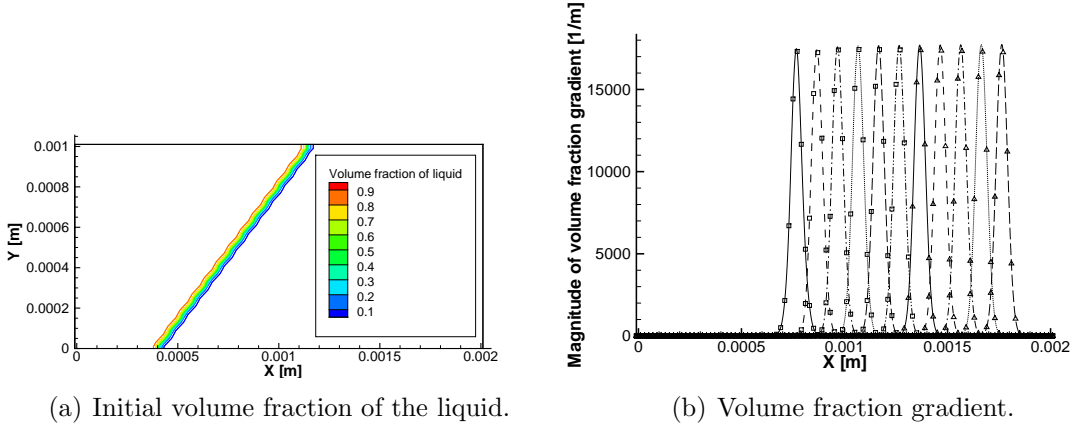 Y [m]
0.001
0.0008
0.0006
0.0004
0.0002
0
0 0.0005 0.001 0.0015 0.002
X [m]
Volume fraction of liquid
0.9
0.8
0.7
0.6
0.5
0.4
0.3
0.2
0.1
(a) Initial volume fraction of the liquid.
Magnitude of volume fraction gradient [1/m]
15000
10000
5000
0
0 0.0005 0.001 0.0015 0.002
X [m]
(b) Volume fraction gradient.